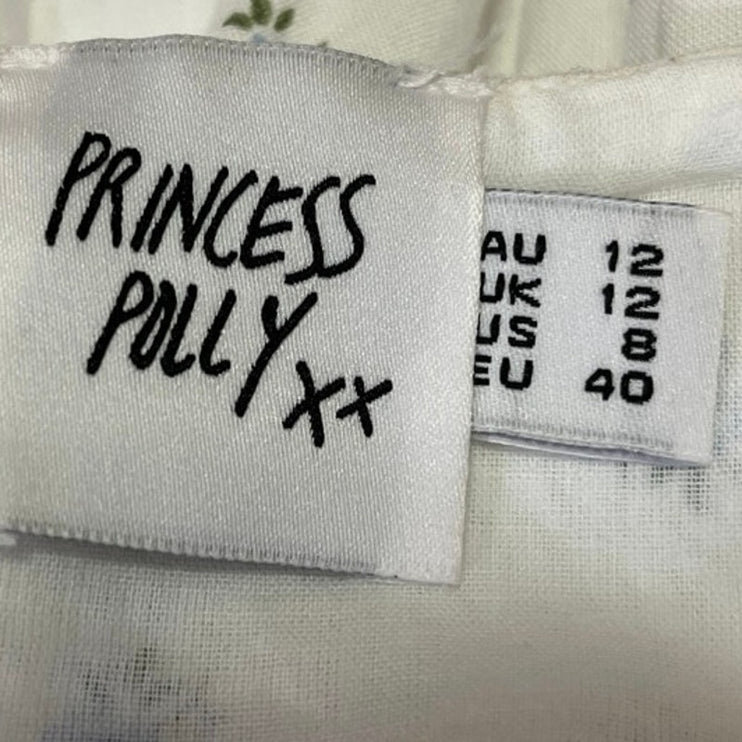 PRINCESS
POLLY
xx
AU 12
UK 12
US 8
EU 40